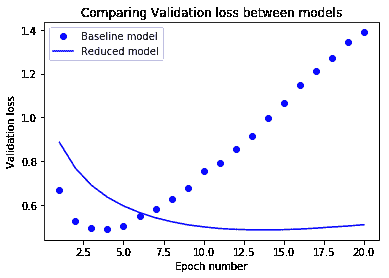 Comparing Validation loss between models
Baseline model
Reduced model
Validation loss
1.4
1.2
1.0
0.8
0.6
2.5 5.0 7.5 10.0 12.5 15.0 17.5 20.0
Epoch number